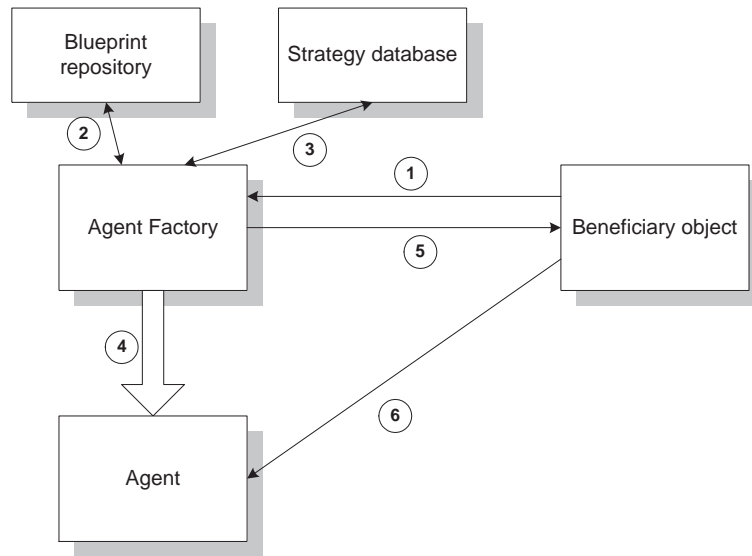 Blueprint
repository
Strategy database
2
3
1
Agent Factory
Beneficiary object
5
4
6
Agent